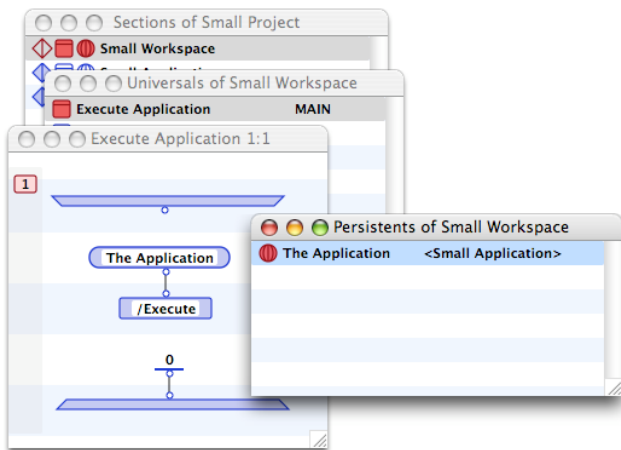 Sections of Small Project
Small Workspace
Universals of Small Workspace
Execute Application MAIN
Execute Application 1:1
1
The Application
/Execute
0
Persistents of Small Workspace
The Application <Small Application>